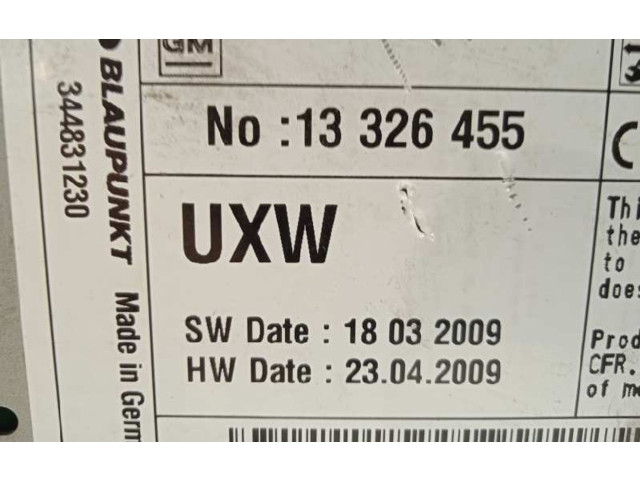 GM
No :13 326 455
UXW
SW Date : 18 03 2009
HW Date : 23.04.2009
BLAUPUNKT Made in Germ
344831230
Thi
the
to
does
Prod
CFR.
of m